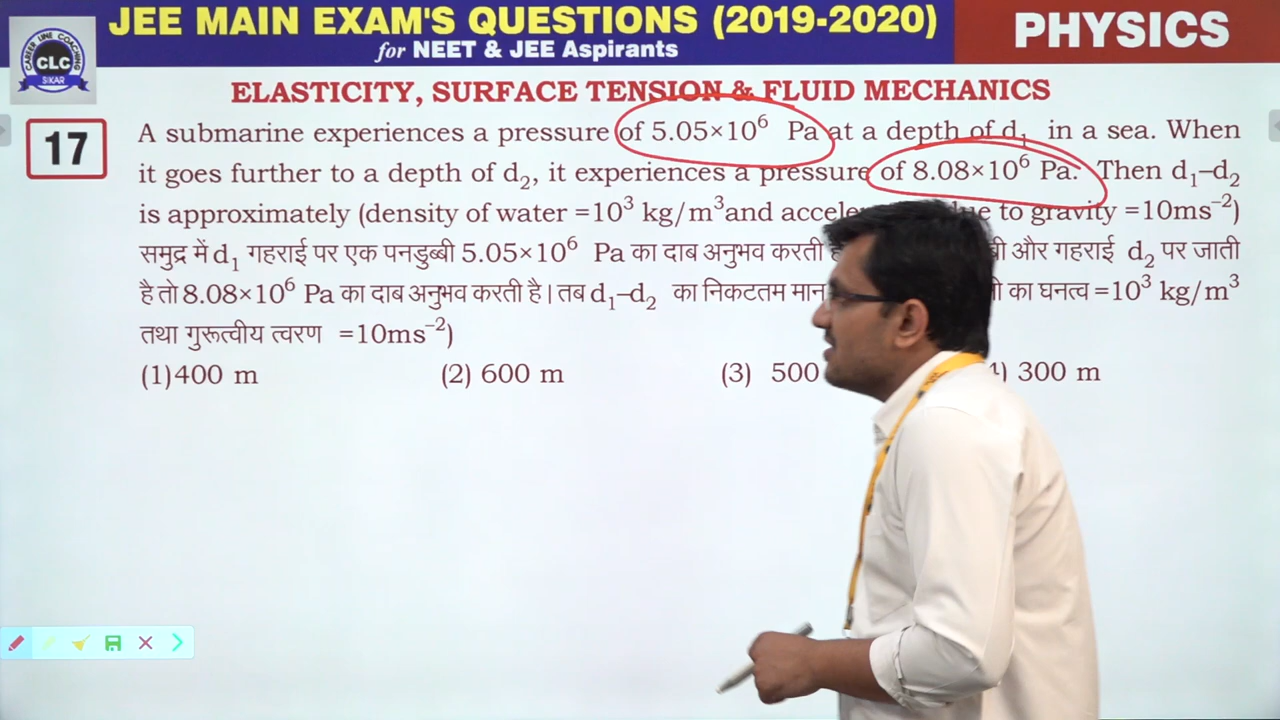 JEE MAIN EXAM'S QUESTIONS (2019-2020)
for NEET & JEE Aspirants
PHYSICS
CAREER LINE COACHING
CLC
SIKAR
ELASTICITY, SURFACE TENSION & FLUID MECHANICS
17
A submarine experiences a pressure of 5.05×10⁶ Pa at a depth of d₁ in a sea. When
it goes further to a depth of d₂, it experiences a pressure of 8.08×10⁶ Pa. Then d₁–d₂
is approximately (density of water =10³ kg/m³and to gravity =10ms⁻²)
समुद्र में d₁ गहराई पर एक पनडुब्बी 5.05×10⁶ Pa का दाब अनुभव करती और गहराई d₂ पर जाती
है तो 8.08×10⁶ Pa का दाब अनुभव करती है। तब d₁–d₂ का निकटतम मान का घनत्व =10³ kg/m³
तथा गुरूत्वीय त्वरण =10ms⁻²)
(1)400 m (2) 600 m (3) 500 300 m